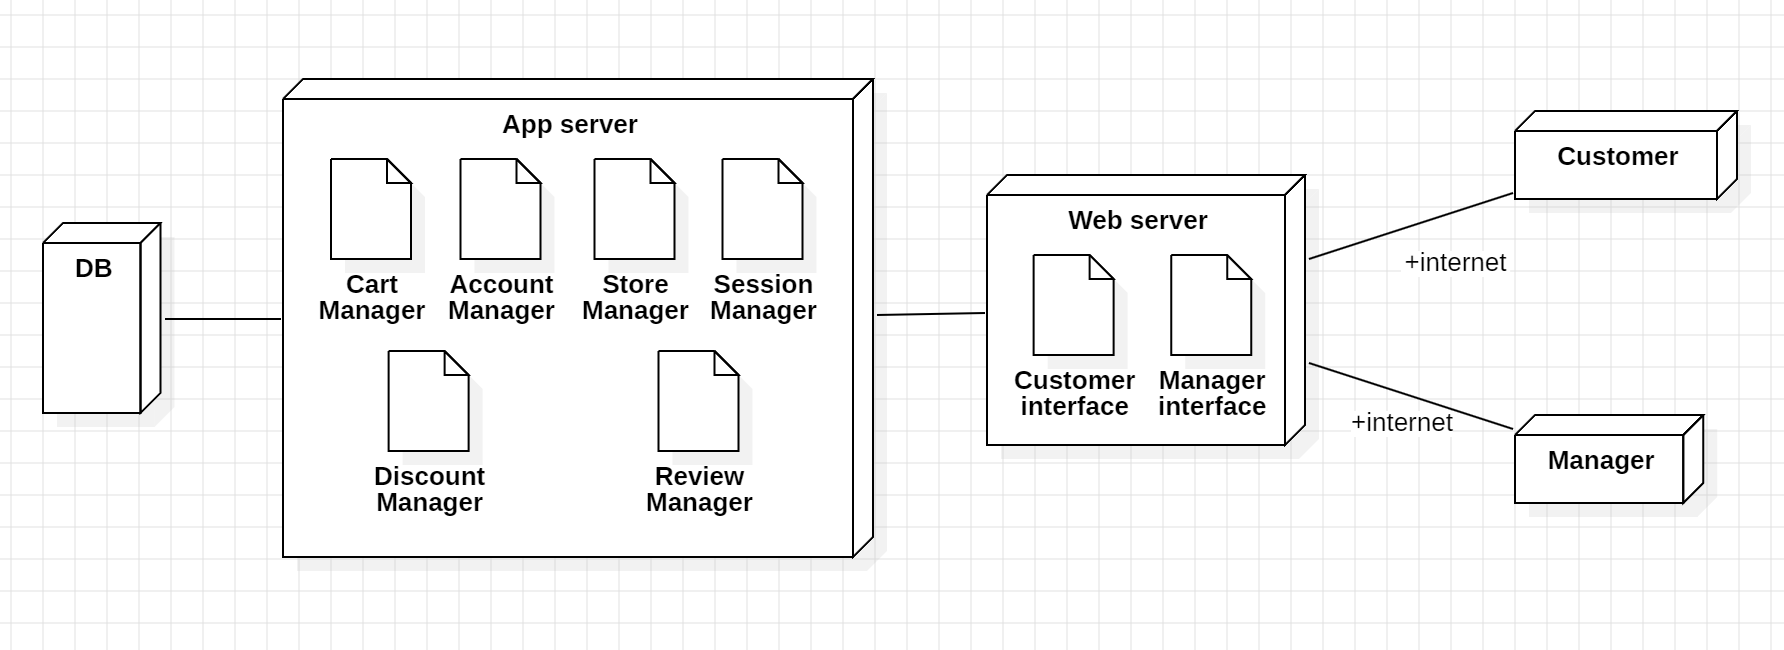 DB
App server
Cart
Manager
Account
Manager
Store
Manager
Session
Manager
Discount
Manager
Review
Manager
Web server
Customer
interface
Manager
interface
Customer
+internet
+internet
Manager